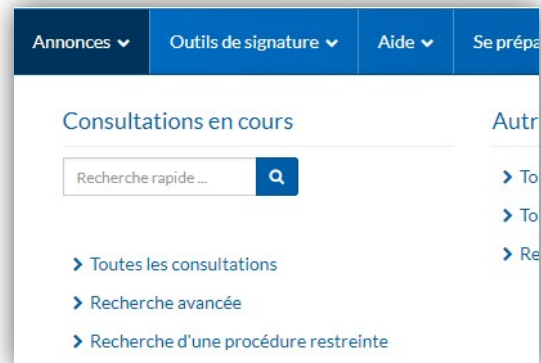 Annonces Outils de signature Aide Se prépa
Consultations en cours Autr
Recherche rapide ...
To
Toutes les consultations To
Recherche avancée Re
Recherche d'une procédure restreinte